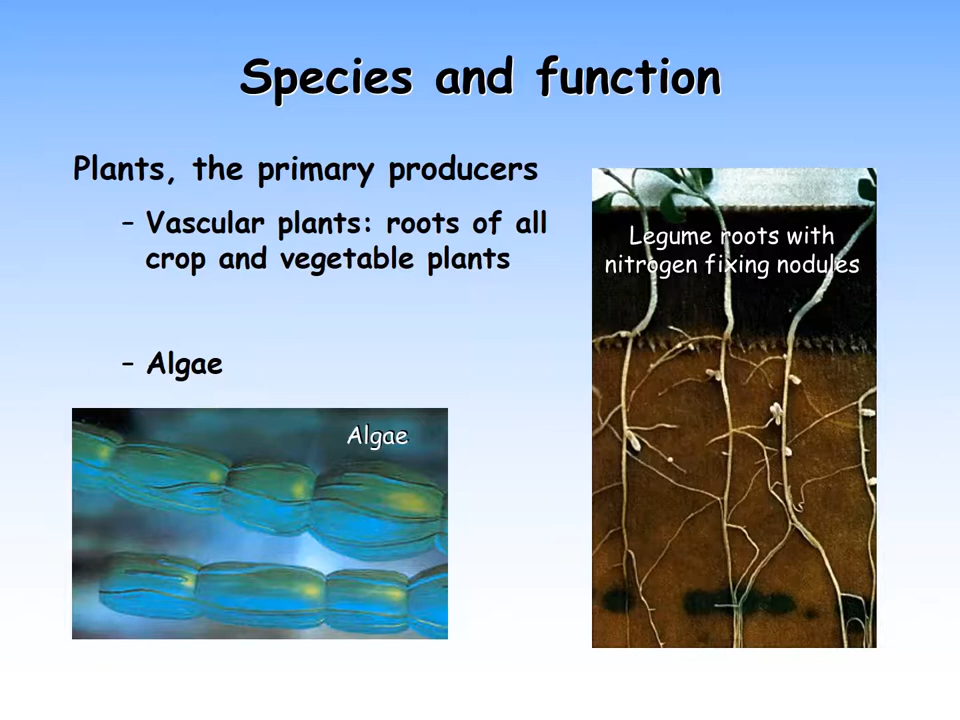 Species and function
Plants, the primary producers
– Vascular plants: roots of all
crop and vegetable plants
– Algae
Algae
Legume roots with
nitrogen fixing nodules